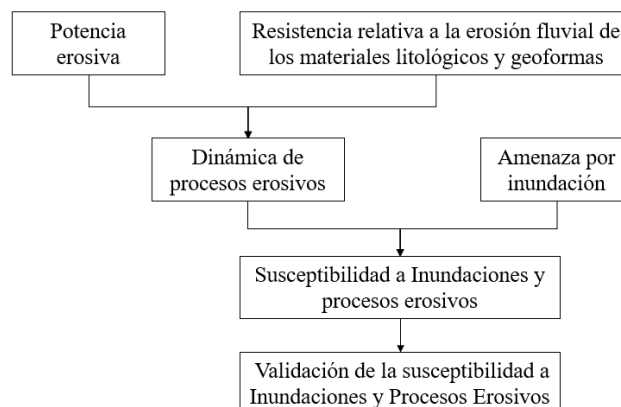 Potencia
erosiva
Resistencia relativa a la erosión fluvial de
los materiales litológicos y geoformas
Dinámica de
procesos erosivos
Amenaza por
inundación
Susceptibilidad a Inundaciones y
procesos erosivos
Validación de la susceptibilidad a
Inundaciones y Procesos Erosivos